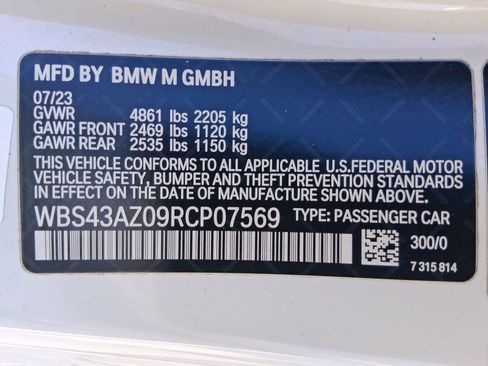 MFD BY BMW M GMBH
07/23
GVWR 4861 lbs 2205 kg
GAWR FRONT 2469 lbs 1120 kg
GAWR REAR 2535 lbs 1150 kg
THIS VEHICLE CONFORMS TO ALL APPLICABLE U.S.FEDERAL MOTOR
VEHICLE SAFETY, BUMPER AND THEFT PREVENTION STANDARDS
IN EFFECT ON THE DATE OF MANUFACTURE SHOWN ABOVE.
WBS43AZ09RCP07569 TYPE: PASSENGER CAR
300/0
7 315 814